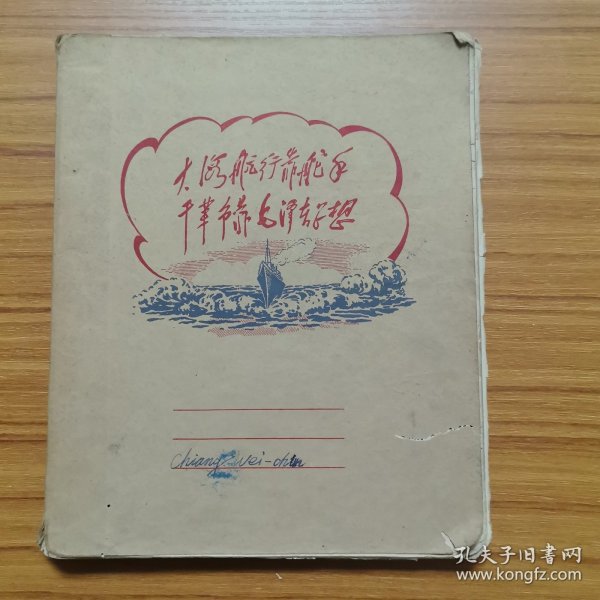 大海航行靠舵手
干革命靠毛泽东思想
Chiang Wei-chen
孔夫子旧书网
www.kongfz.com